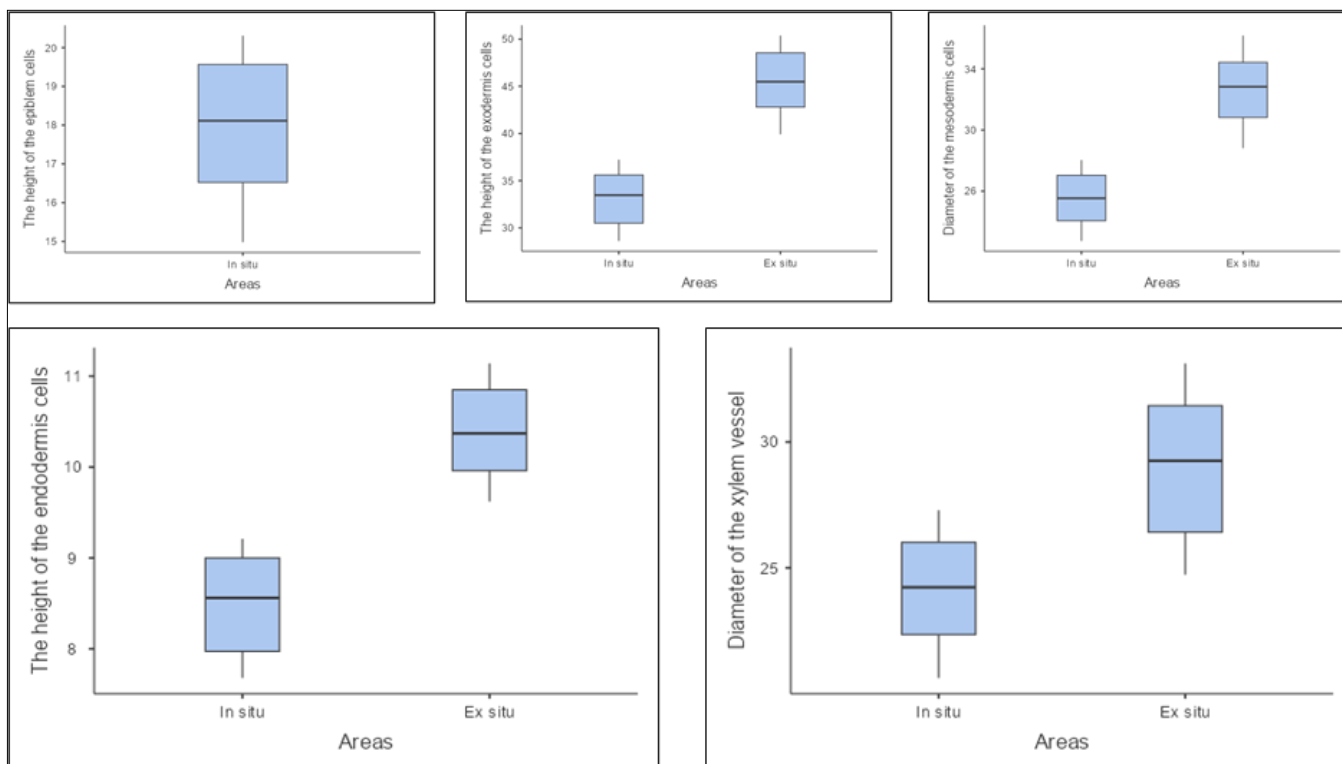 The height of the epiblem cells
20
19
18
17
16
15
In situ
Areas
The height of the exodermis cells
50
45
40
35
30
In situ Ex situ
Areas
Diameter of the mesodermis cells
34
30
26
In situ Ex situ
Areas
The height of the endodermis cells
11
10
9
8
In situ Ex situ
Areas
Diameter of the xylem vessel
30
25
In situ Ex situ
Areas